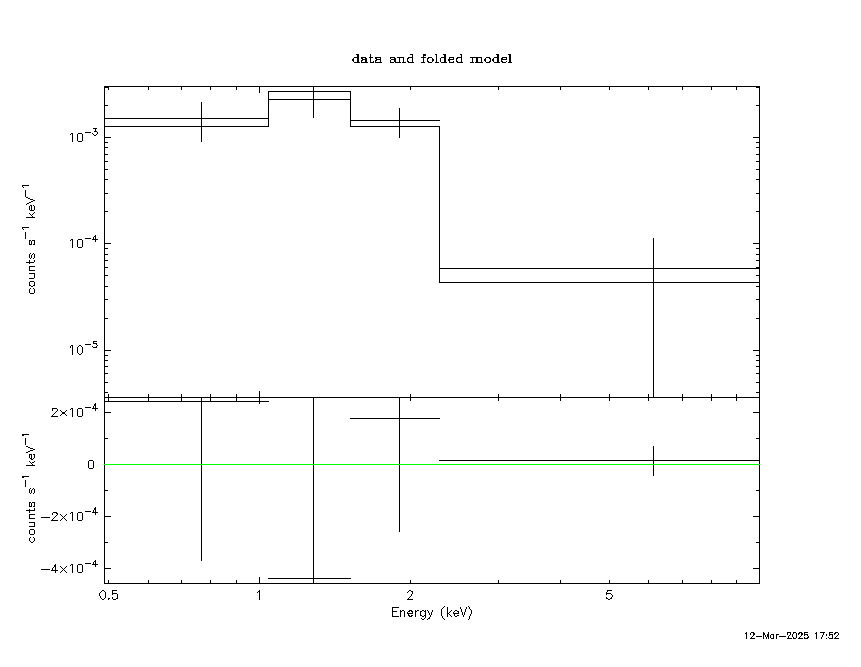 data and folded model
10⁻³
10⁻⁴
10⁻⁵
counts s⁻¹ keV⁻¹
2×10⁻⁴
0
−2×10⁻⁴
−4×10⁻⁴
counts s⁻¹ keV⁻¹
0.5 1 2 5
Energy (keV)
12−Mar−2025 17:52